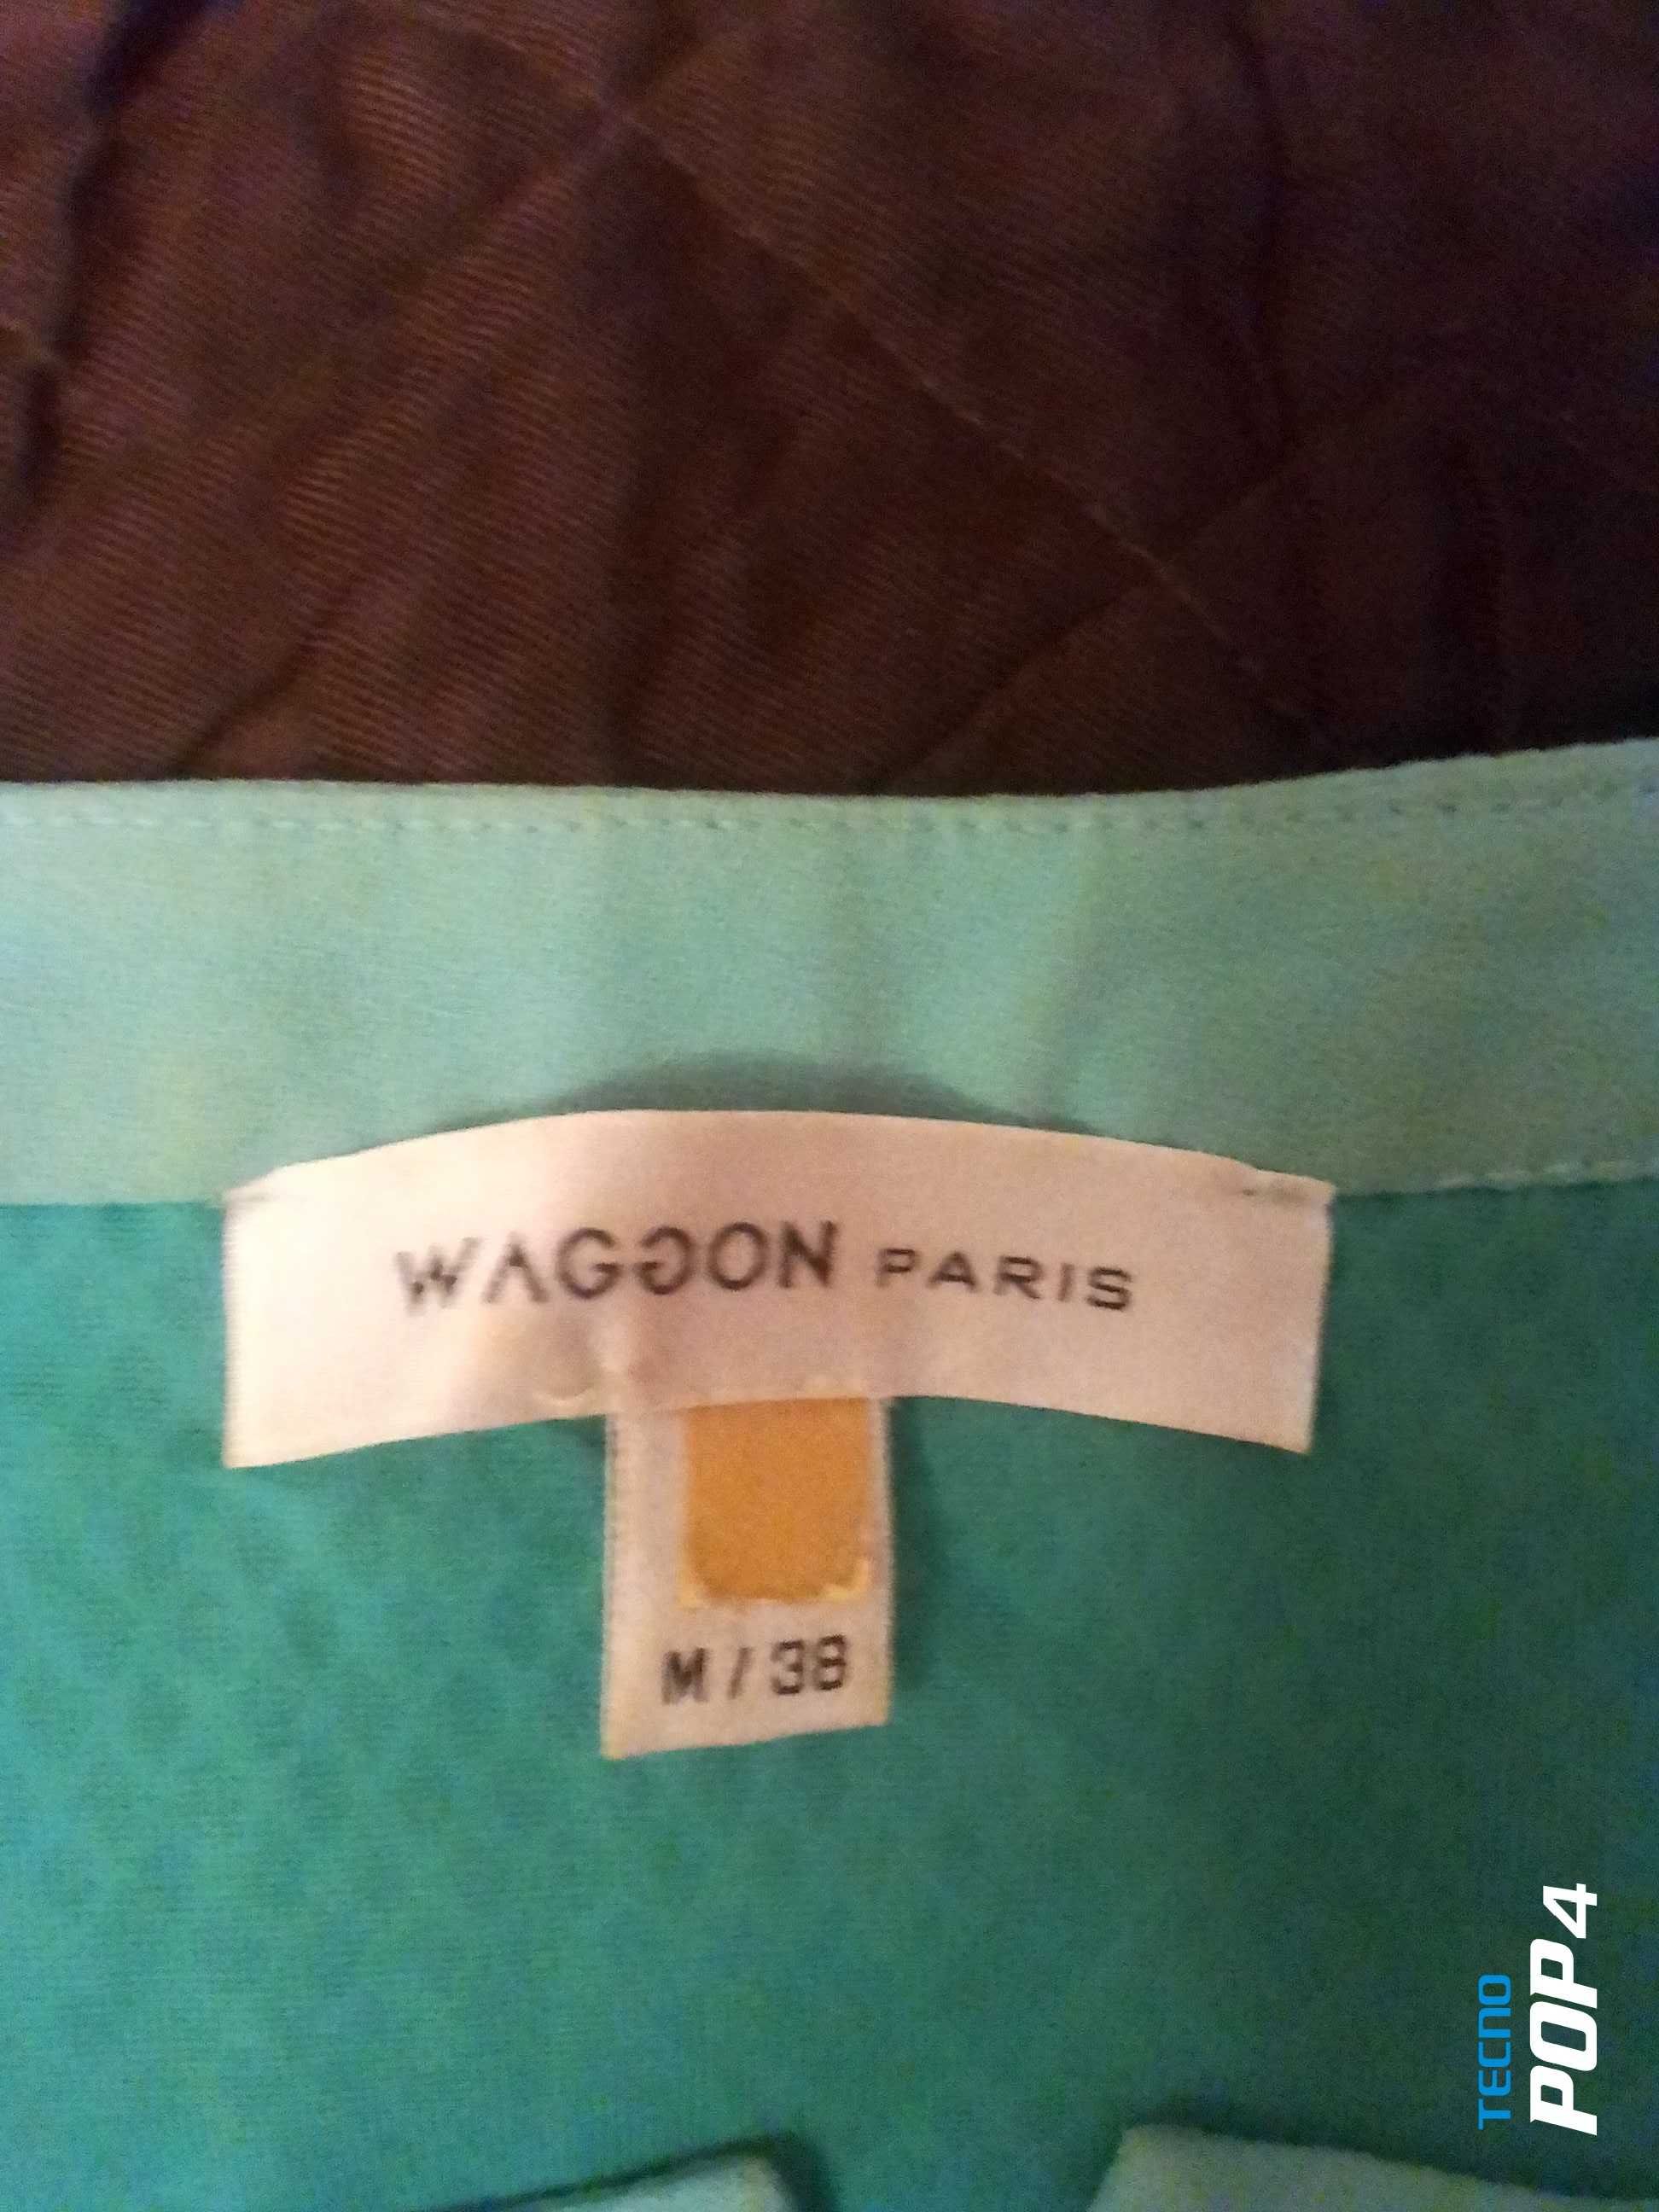 WAGGON PARIS
M / 38
TECNO
POP4